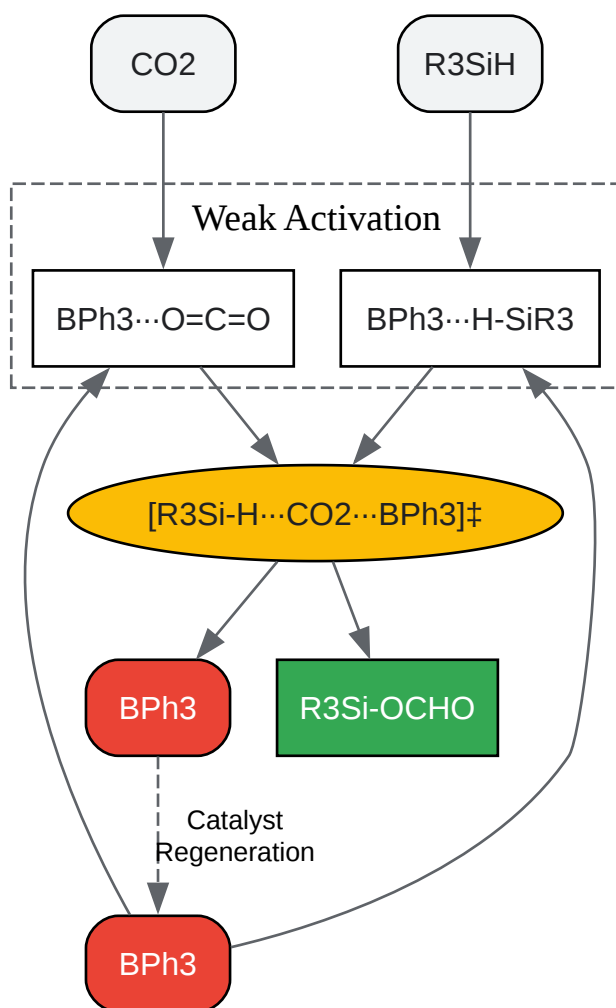 CO2
R3SiH
Weak Activation
BPh3···O=C=O
BPh3···H-SiR3
[R3Si-H···CO2···BPh3]‡
BPh3
R3Si-OCHO
Catalyst
Regeneration
BPh3